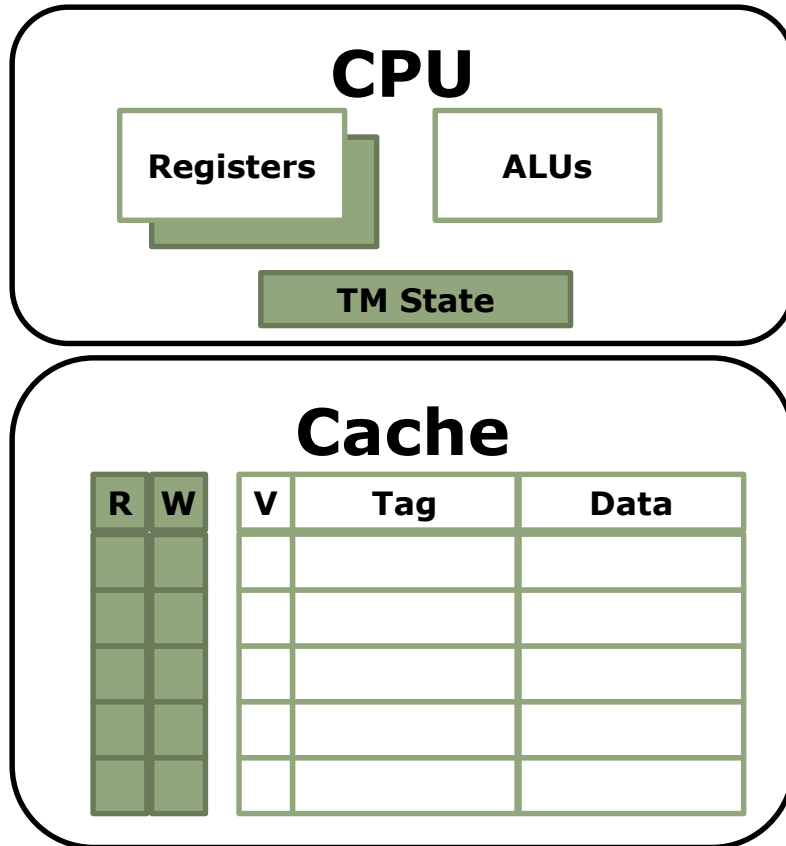 CPU
Registers
ALUs
TM State
Cache
R W V Tag Data